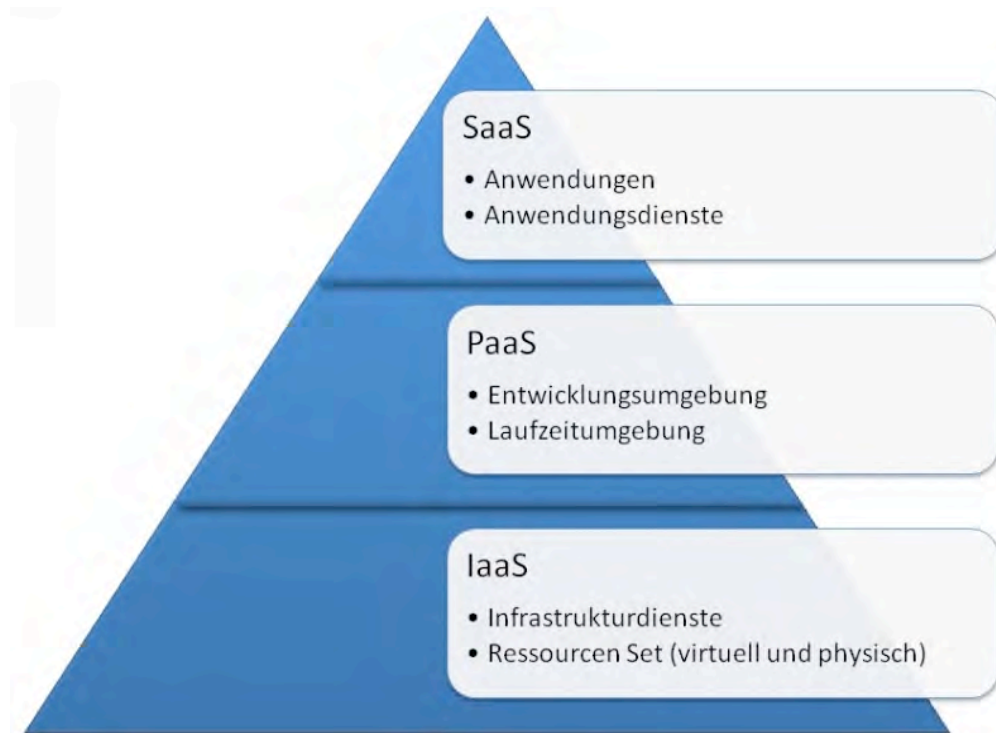 SaaS
• Anwendungen
• Anwendungsdienste
PaaS
• Entwicklungsumgebung
• Laufzeitumgebung
IaaS
• Infrastrukturdienste
• Ressourcen Set (virtuell und physisch)